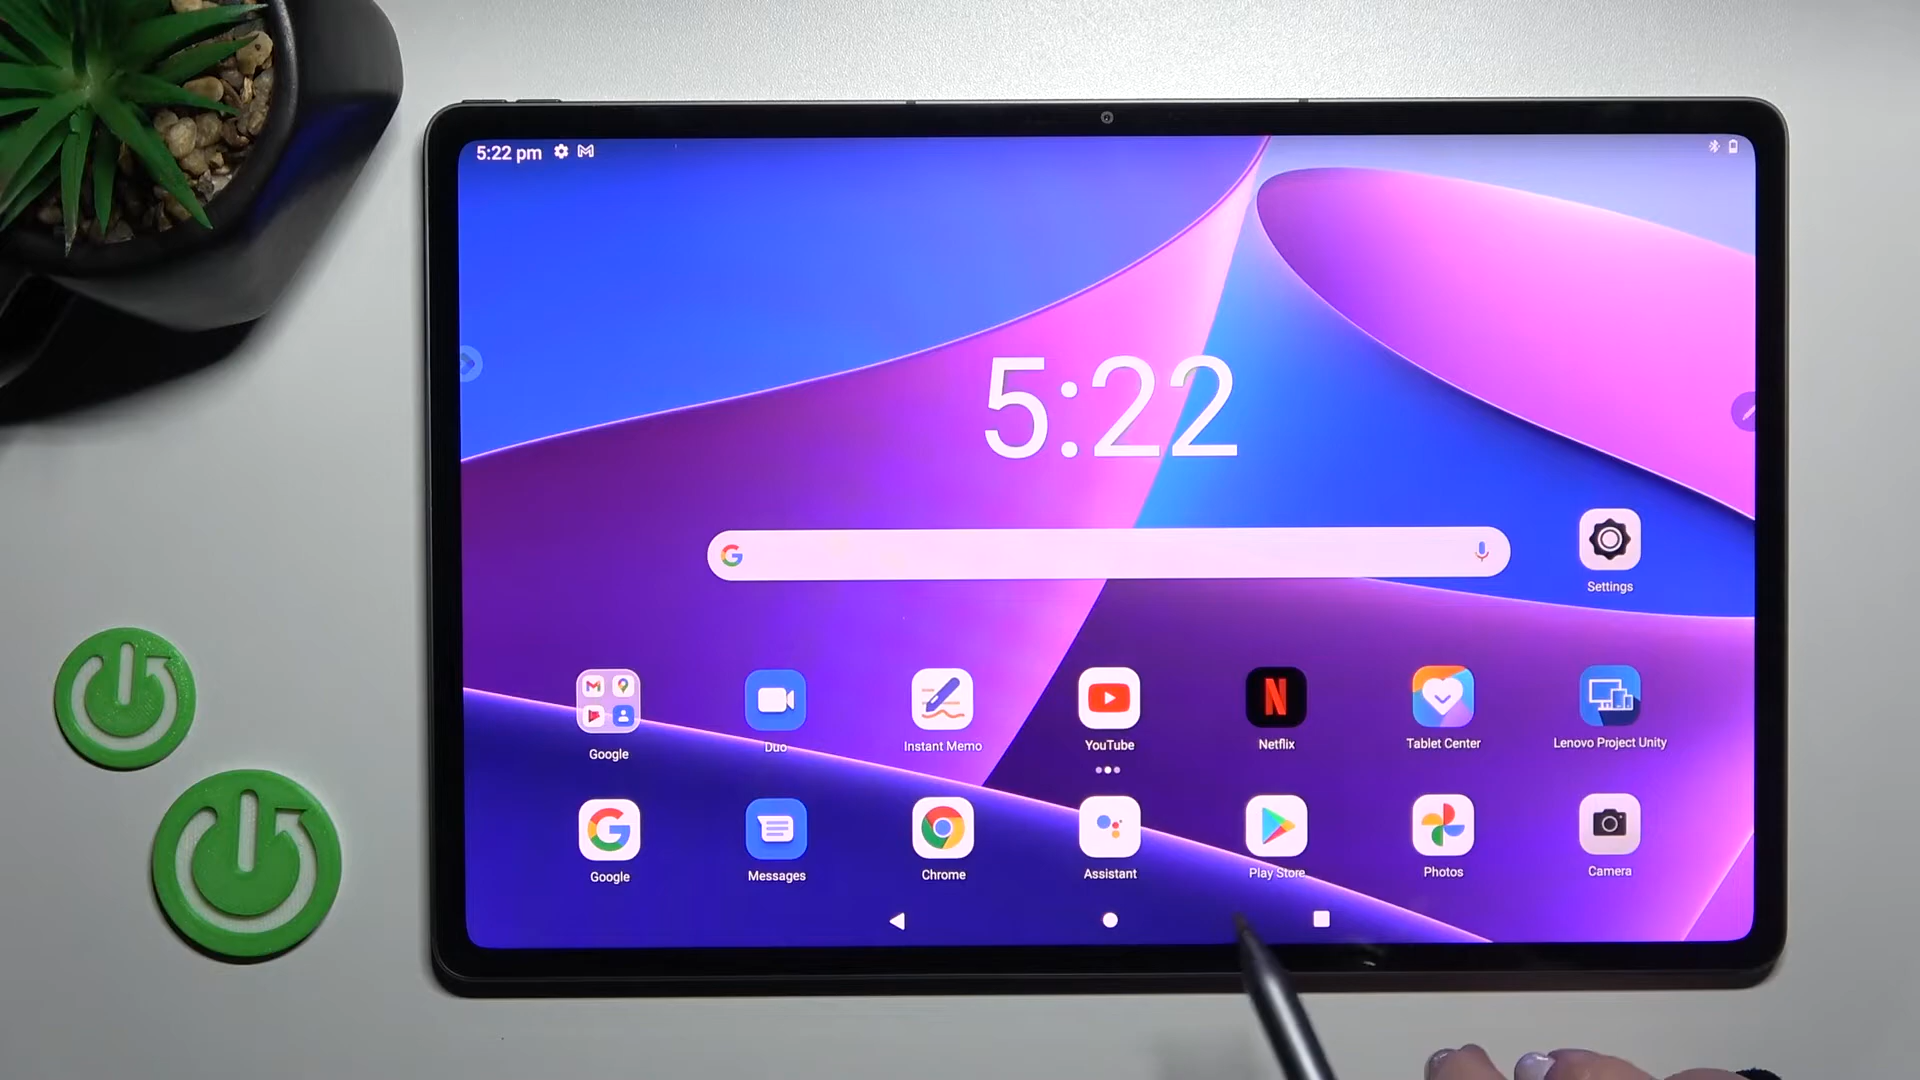 5:22 pm
5:22
Settings
Google
Duo
Instant Memo
YouTube
Netflix
Tablet Center
Lenovo Project Unity
Google
Messages
Chrome
Assistant
Play Store
Photos
Camera